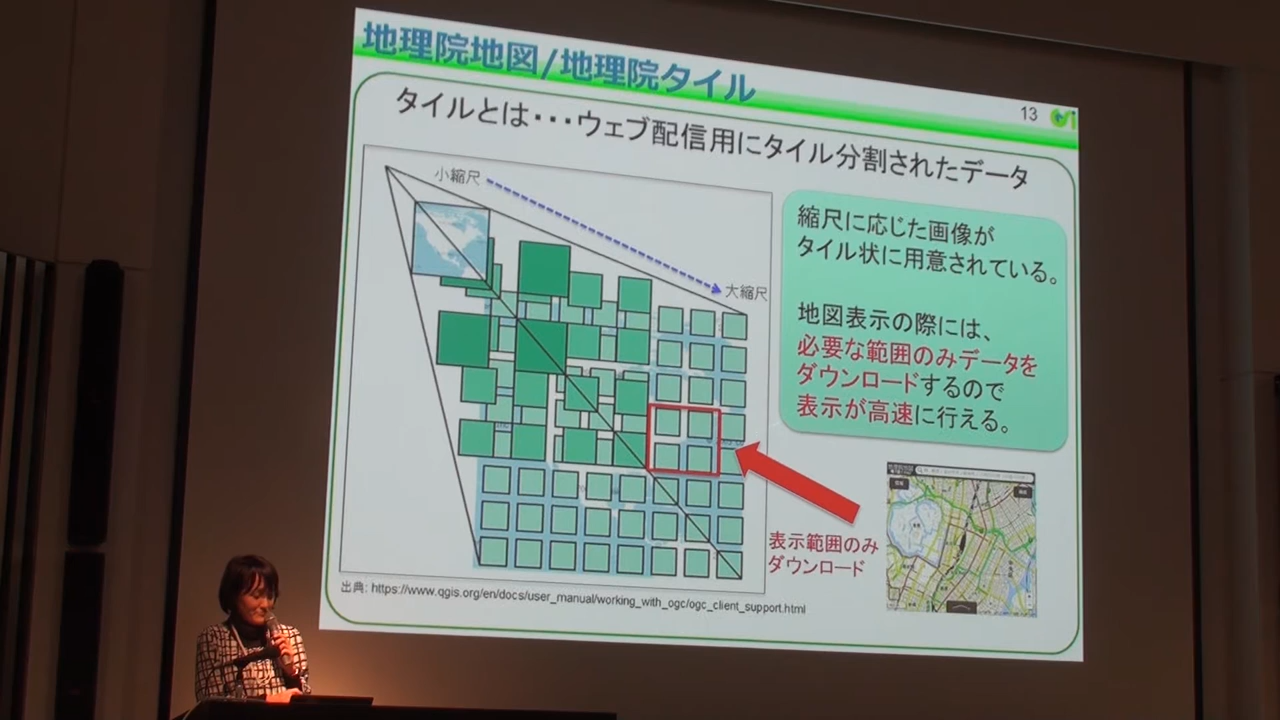 地理院地図/地理院タイル
13
タイルとは・・・ウェブ配信用にタイル分割されたデータ
小縮尺
大縮尺
縮尺に応じた画像が
タイル状に用意されている。
地図表示の際には、
必要な範囲のみデータを
ダウンロードするので
表示が高速に行える。
表示範囲のみ
ダウンロード
出典: https://www.qgis.org/en/docs/user_manual/working_with_ogc/ogc_client_support.html